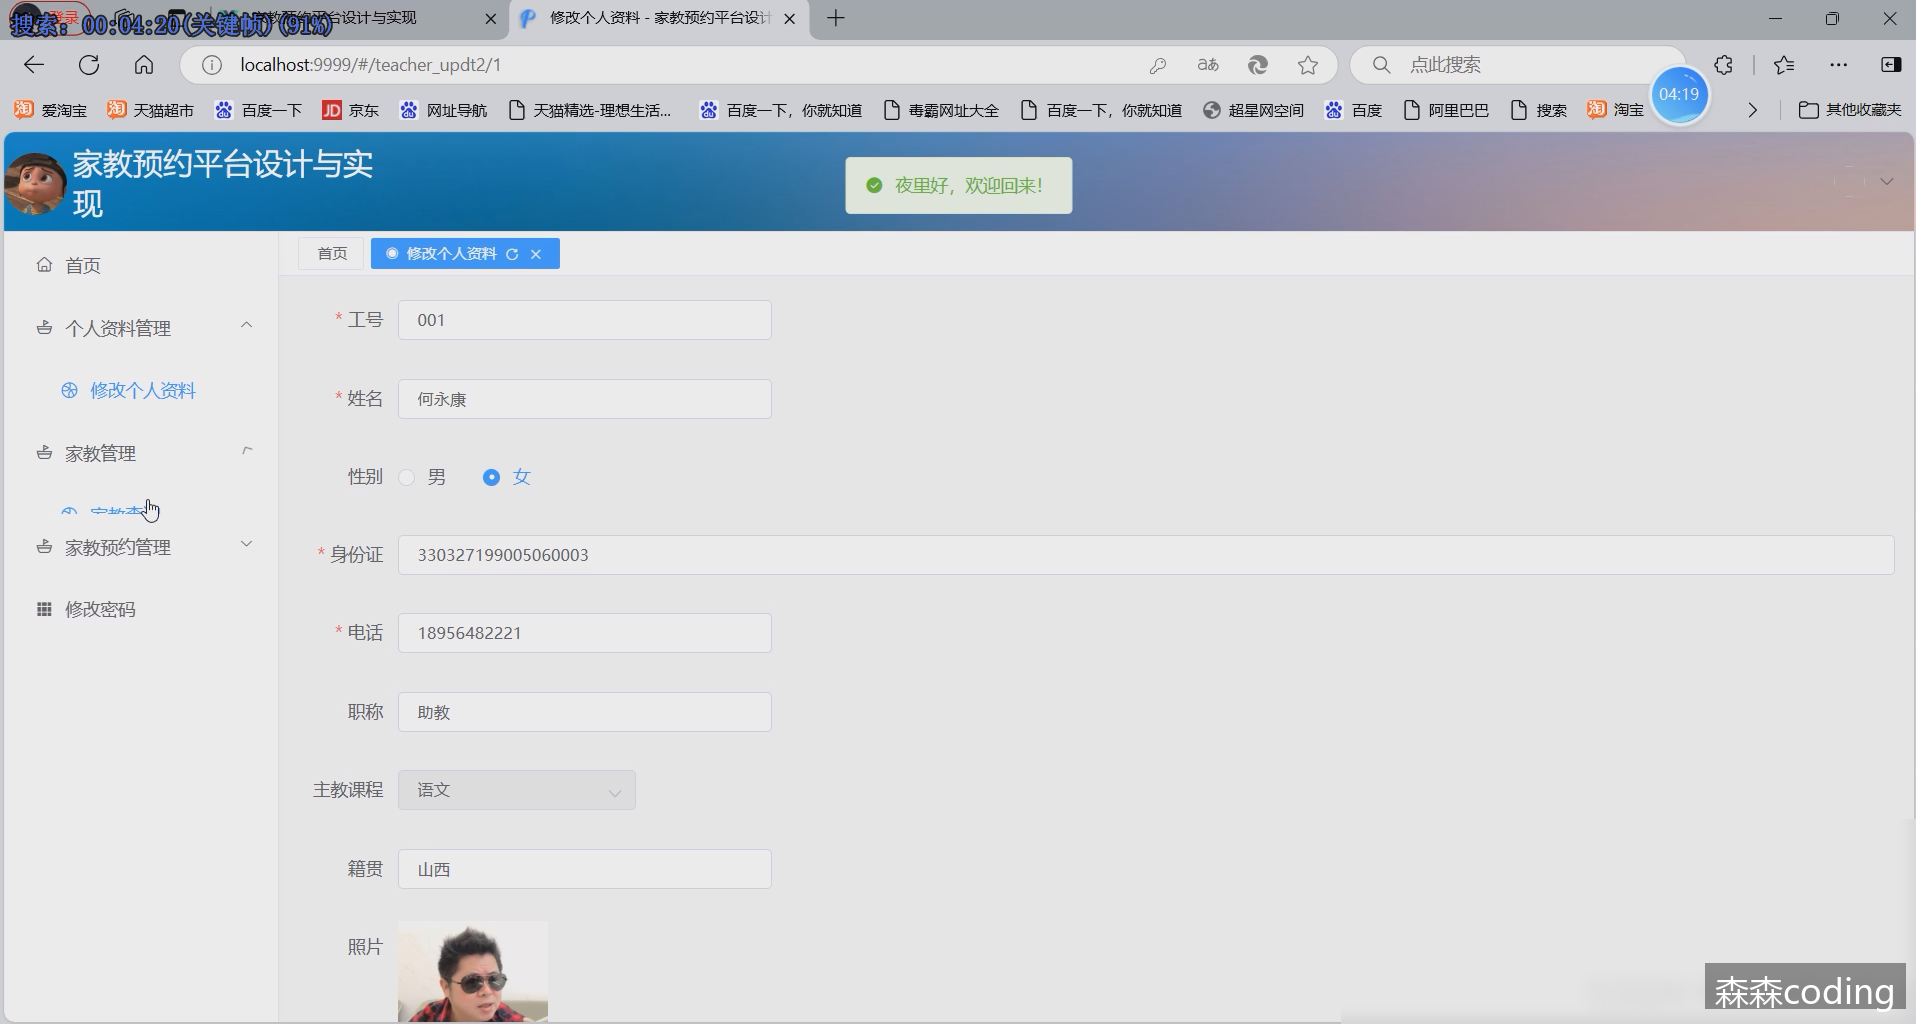 搜索: 00:04:20(关键帧)(91%)
家教预约平台设计与实现
修改个人资料 - 家教预约平台设计
localhost:9999/#/teacher_updt2/1
点此搜索
04:19
爱淘宝 天猫超市 百度一下 京东 网址导航 天猫精选-理想生活... 百度一下，你就知道 毒霸网址大全 百度一下，你就知道 超星网空间 百度 阿里巴巴 搜索 淘宝 其他收藏夹
家教预约平台设计与实
现
夜里好，欢迎回来！
首页
个人资料管理
修改个人资料
家教管理
家教预约管理
修改密码
首页 修改个人资料
* 工号 001
* 姓名 何永康
性别 男 女
* 身份证 330327199005060003
* 电话 18956482221
职称 助教
主教课程 语文
籍贯 山西
照片
森森coding